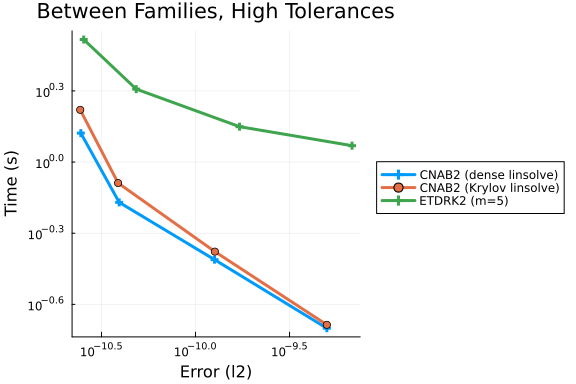 Between Families, High Tolerances
Time (s)
10^0.3
10^0.0
10^−0.3
10^−0.6
10^−10.5 10^−10.0 10^−9.5
Error (l2)
CNAB2 (dense linsolve)
CNAB2 (Krylov linsolve)
ETDRK2 (m=5)